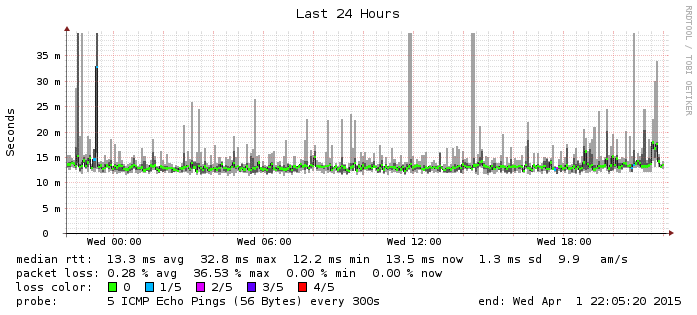 Last 24 Hours
RRDTOOL / TOBI OETIKER
Seconds
35 m
30 m
25 m
20 m
15 m
10 m
5 m
0
Wed 00:00 Wed 06:00 Wed 12:00 Wed 18:00
median rtt: 13.3 ms avg 32.8 ms max 12.2 ms min 13.5 ms now 1.3 ms sd 9.9 am/s
packet loss: 0.28 % avg 36.53 % max 0.00 % min 0.00 % now
loss color: 0 1/5 2/5 3/5 4/5
probe: 5 ICMP Echo Pings (56 Bytes) every 300s end: Wed Apr 1 22:05:20 2015